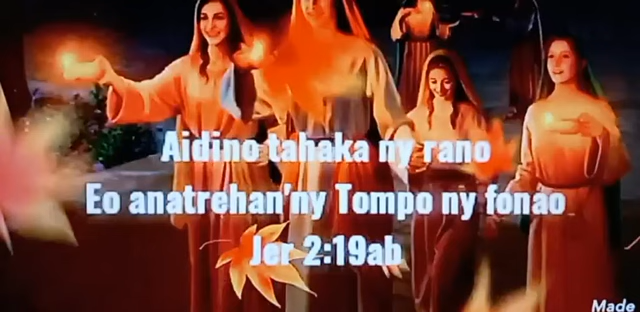 Aidino tahaka ny rano
Eo anatrehan'ny Tompo ny fonao
Jer 2:19ab
Made